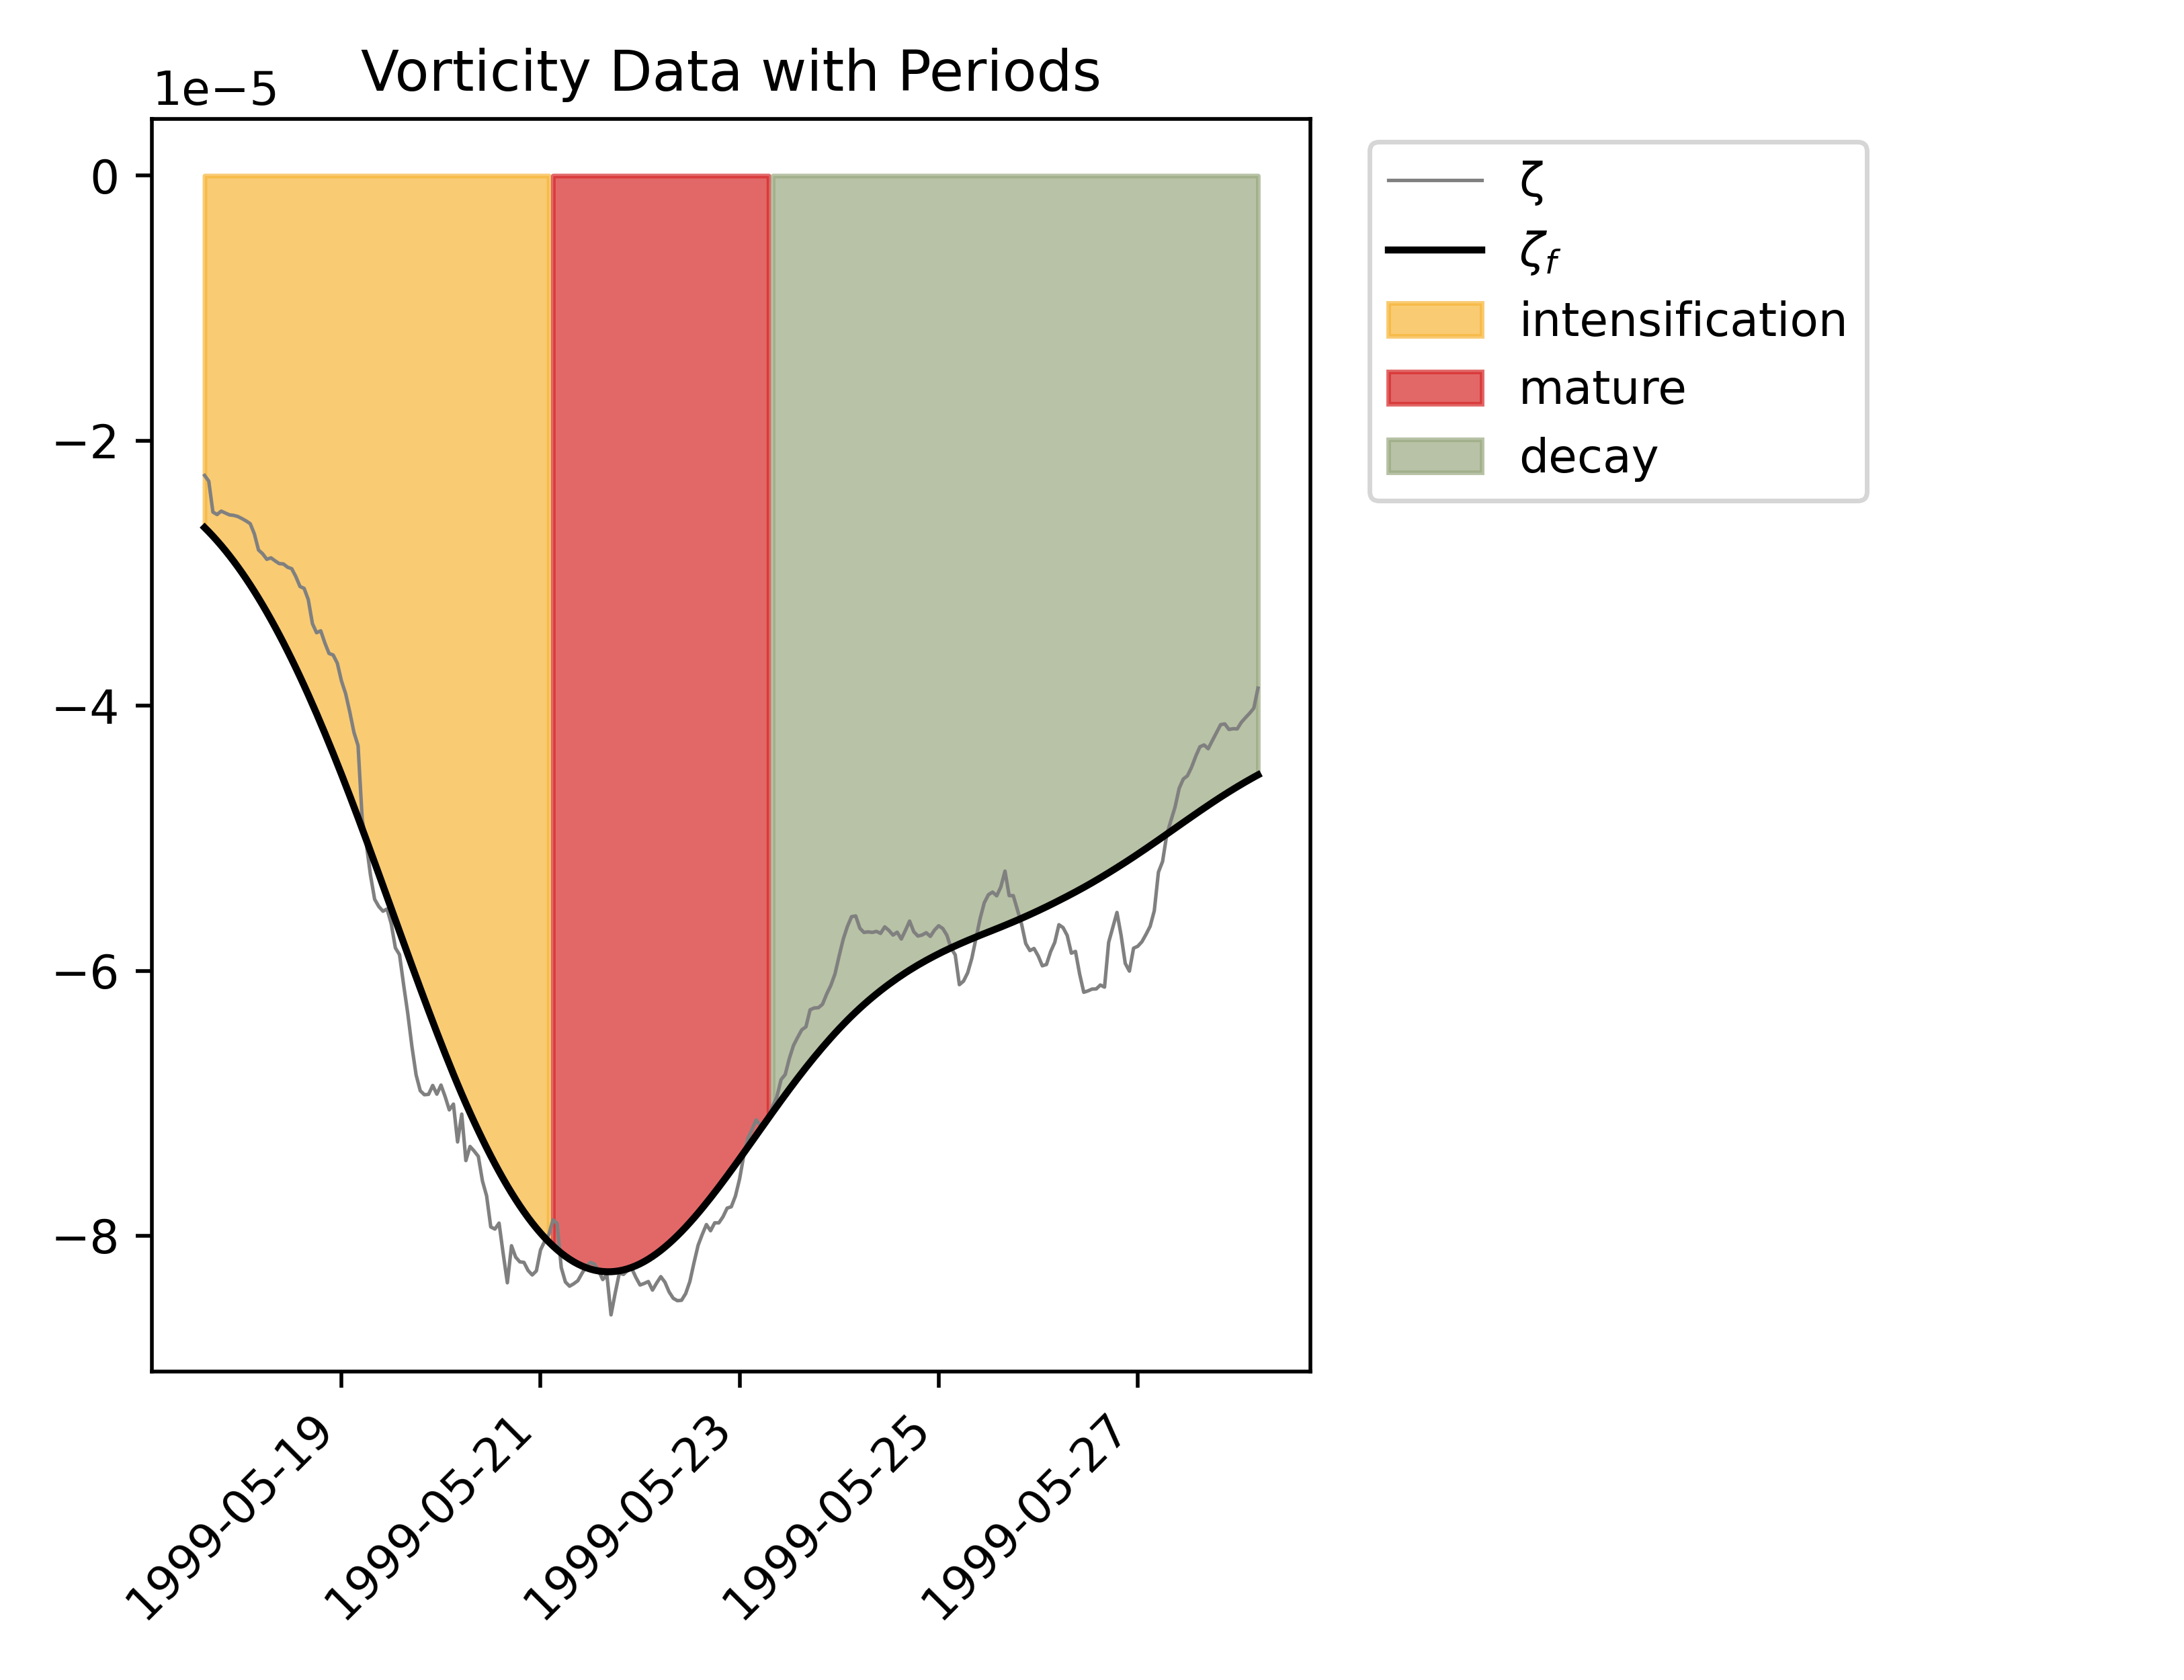 Vorticity Data with Periods
1e−5
0
−2
−4
−6
−8
1999-05-19
1999-05-21
1999-05-23
1999-05-25
1999-05-27
ζ
ζf
intensification
mature
decay